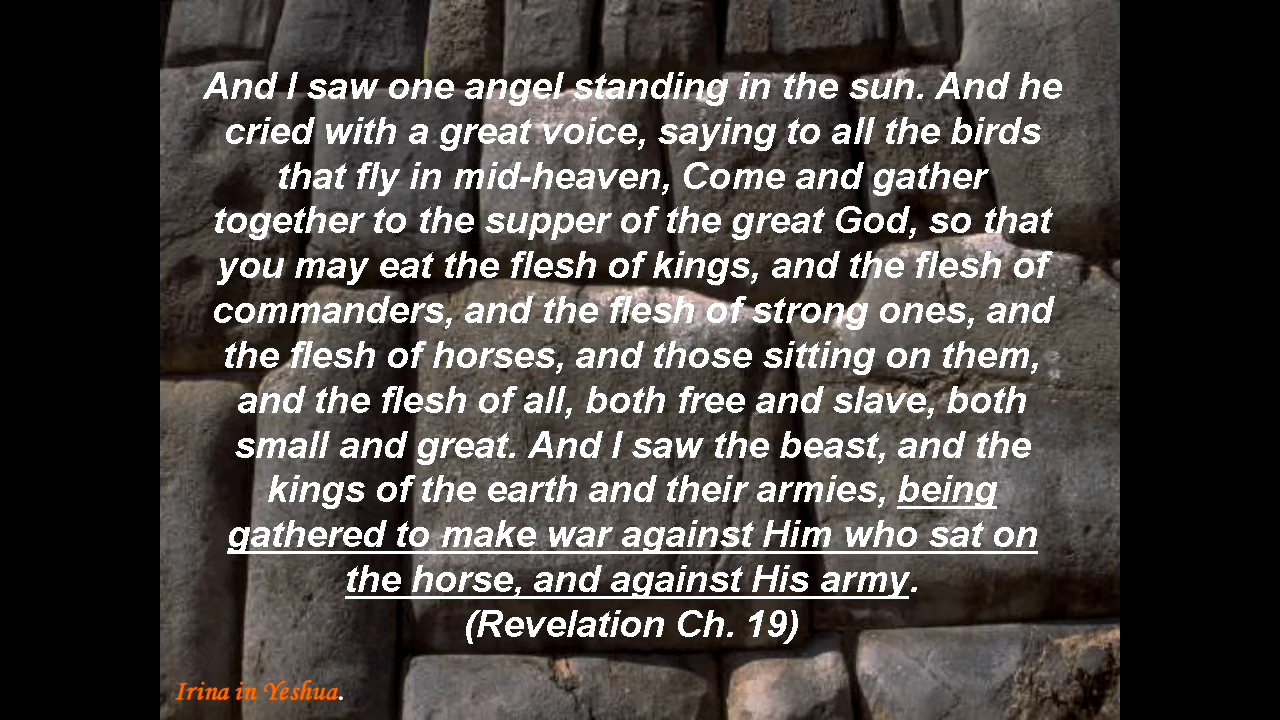 And I saw one angel standing in the sun. And he
cried with a great voice, saying to all the birds
that fly in mid-heaven, Come and gather
together to the supper of the great God, so that
you may eat the flesh of kings, and the flesh of
commanders, and the flesh of strong ones, and
the flesh of horses, and those sitting on them,
and the flesh of all, both free and slave, both
small and great. And I saw the beast, and the
kings of the earth and their armies, being
gathered to make war against Him who sat on
the horse, and against His army.
(Revelation Ch. 19)
Irina in Yeshua.